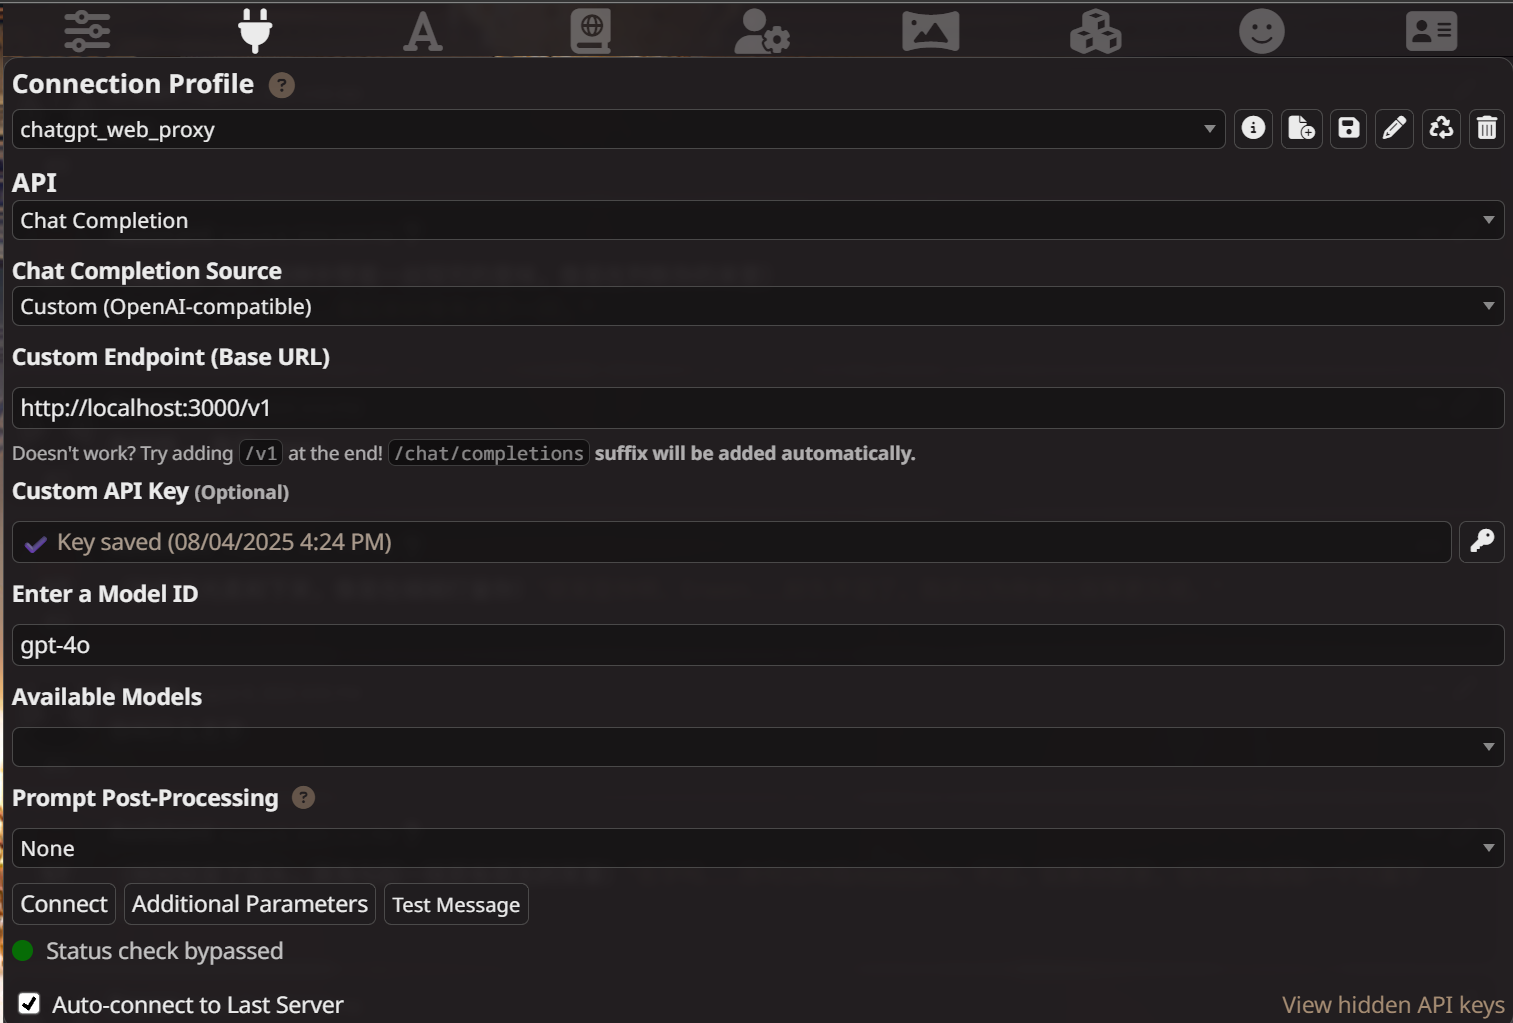 Connection Profile ?
chatgpt_web_proxy
API
Chat Completion
Chat Completion Source
Custom (OpenAI-compatible)
Custom Endpoint (Base URL)
http://localhost:3000/v1
Doesn't work? Try adding /v1 at the end! /chat/completions suffix will be added automatically.
Custom API Key (Optional)
Key saved (08/04/2025 4:24 PM)
Enter a Model ID
gpt-4o
Available Models
Prompt Post-Processing ?
None
Connect Additional Parameters Test Message
Status check bypassed
Auto-connect to Last Server View hidden API keys